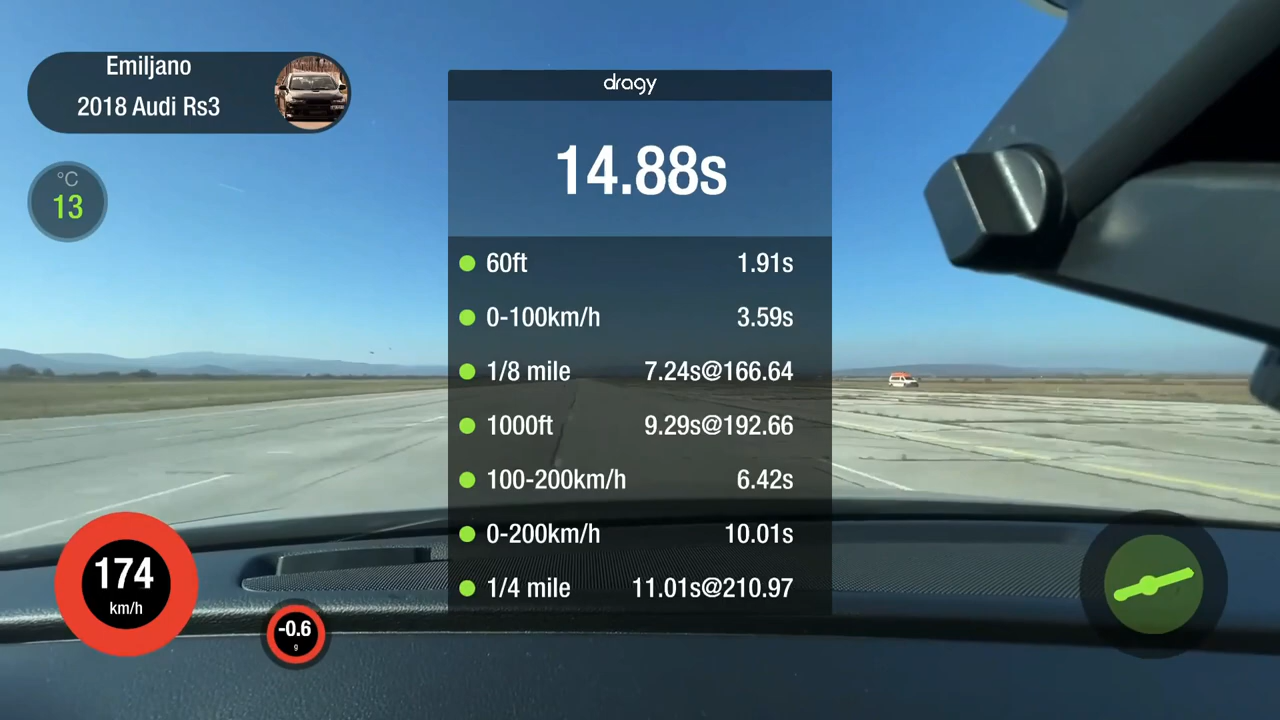 Emiljano
2018 Audi Rs3
°C
13
dragy
14.88s
60ft 1.91s
0-100km/h 3.59s
1/8 mile 7.24s@166.64
1000ft 9.29s@192.66
100-200km/h 6.42s
0-200km/h 10.01s
1/4 mile 11.01s@210.97
174
km/h
-0.6
g